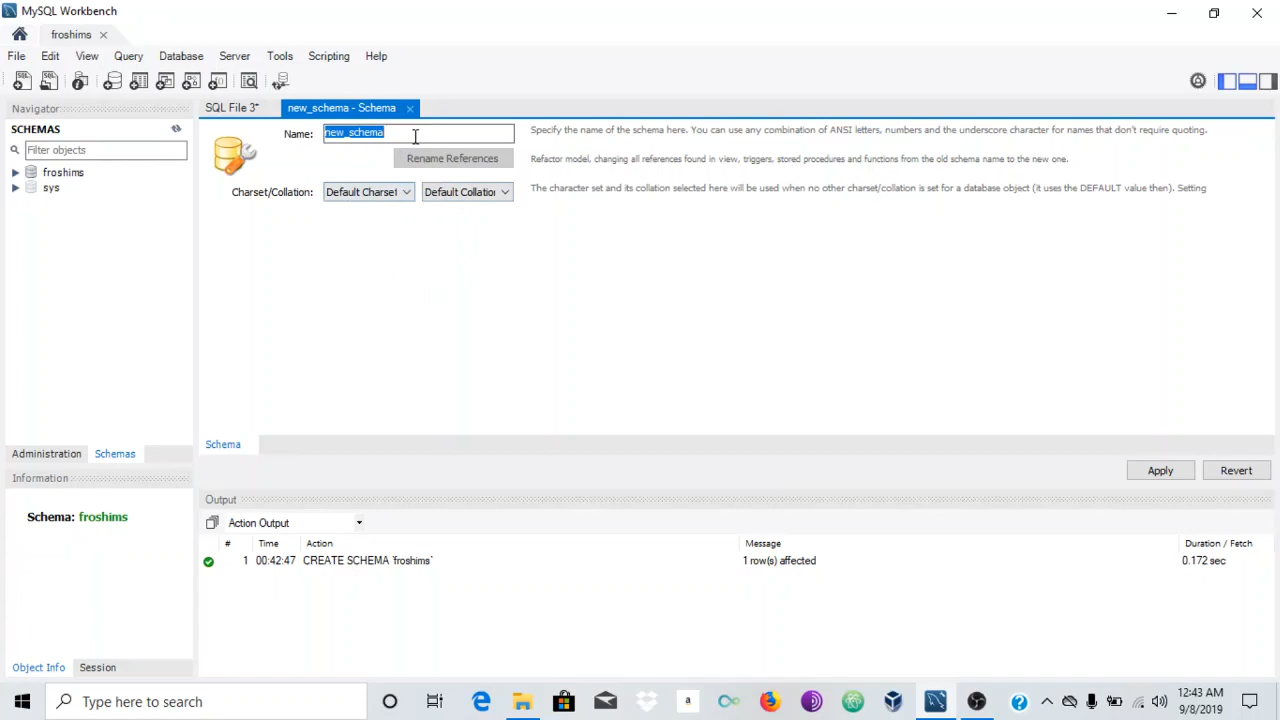 MySQL Workbench
froshims
File Edit View Query Database Server Tools Scripting Help
Navigator
SCHEMAS
Filter objects
froshims
sys
Administration Schemas
Information
Schema: froshims
Object Info Session
SQL File 3* new_schema - Schema
Name: new_schema
Specify the name of the schema here. You can use any combination of ANSI letters, numbers and the underscore character for names that don't require quoting.
Rename References
Refactor model, changing all references found in view, triggers, stored procedures and functions from the old schema name to the new one.
Charset/Collation: Default Charset Default Collation
The character set and its collation selected here will be used when no other charset/collation is set for a database object (it uses the DEFAULT value then). Setting
Schema
Apply Revert
Output
Action Output
# Time Action Message Duration / Fetch
1 00:42:47 CREATE SCHEMA `froshims` 1 row(s) affected 0.172 sec
Type here to search
12:43 AM
9/8/2019